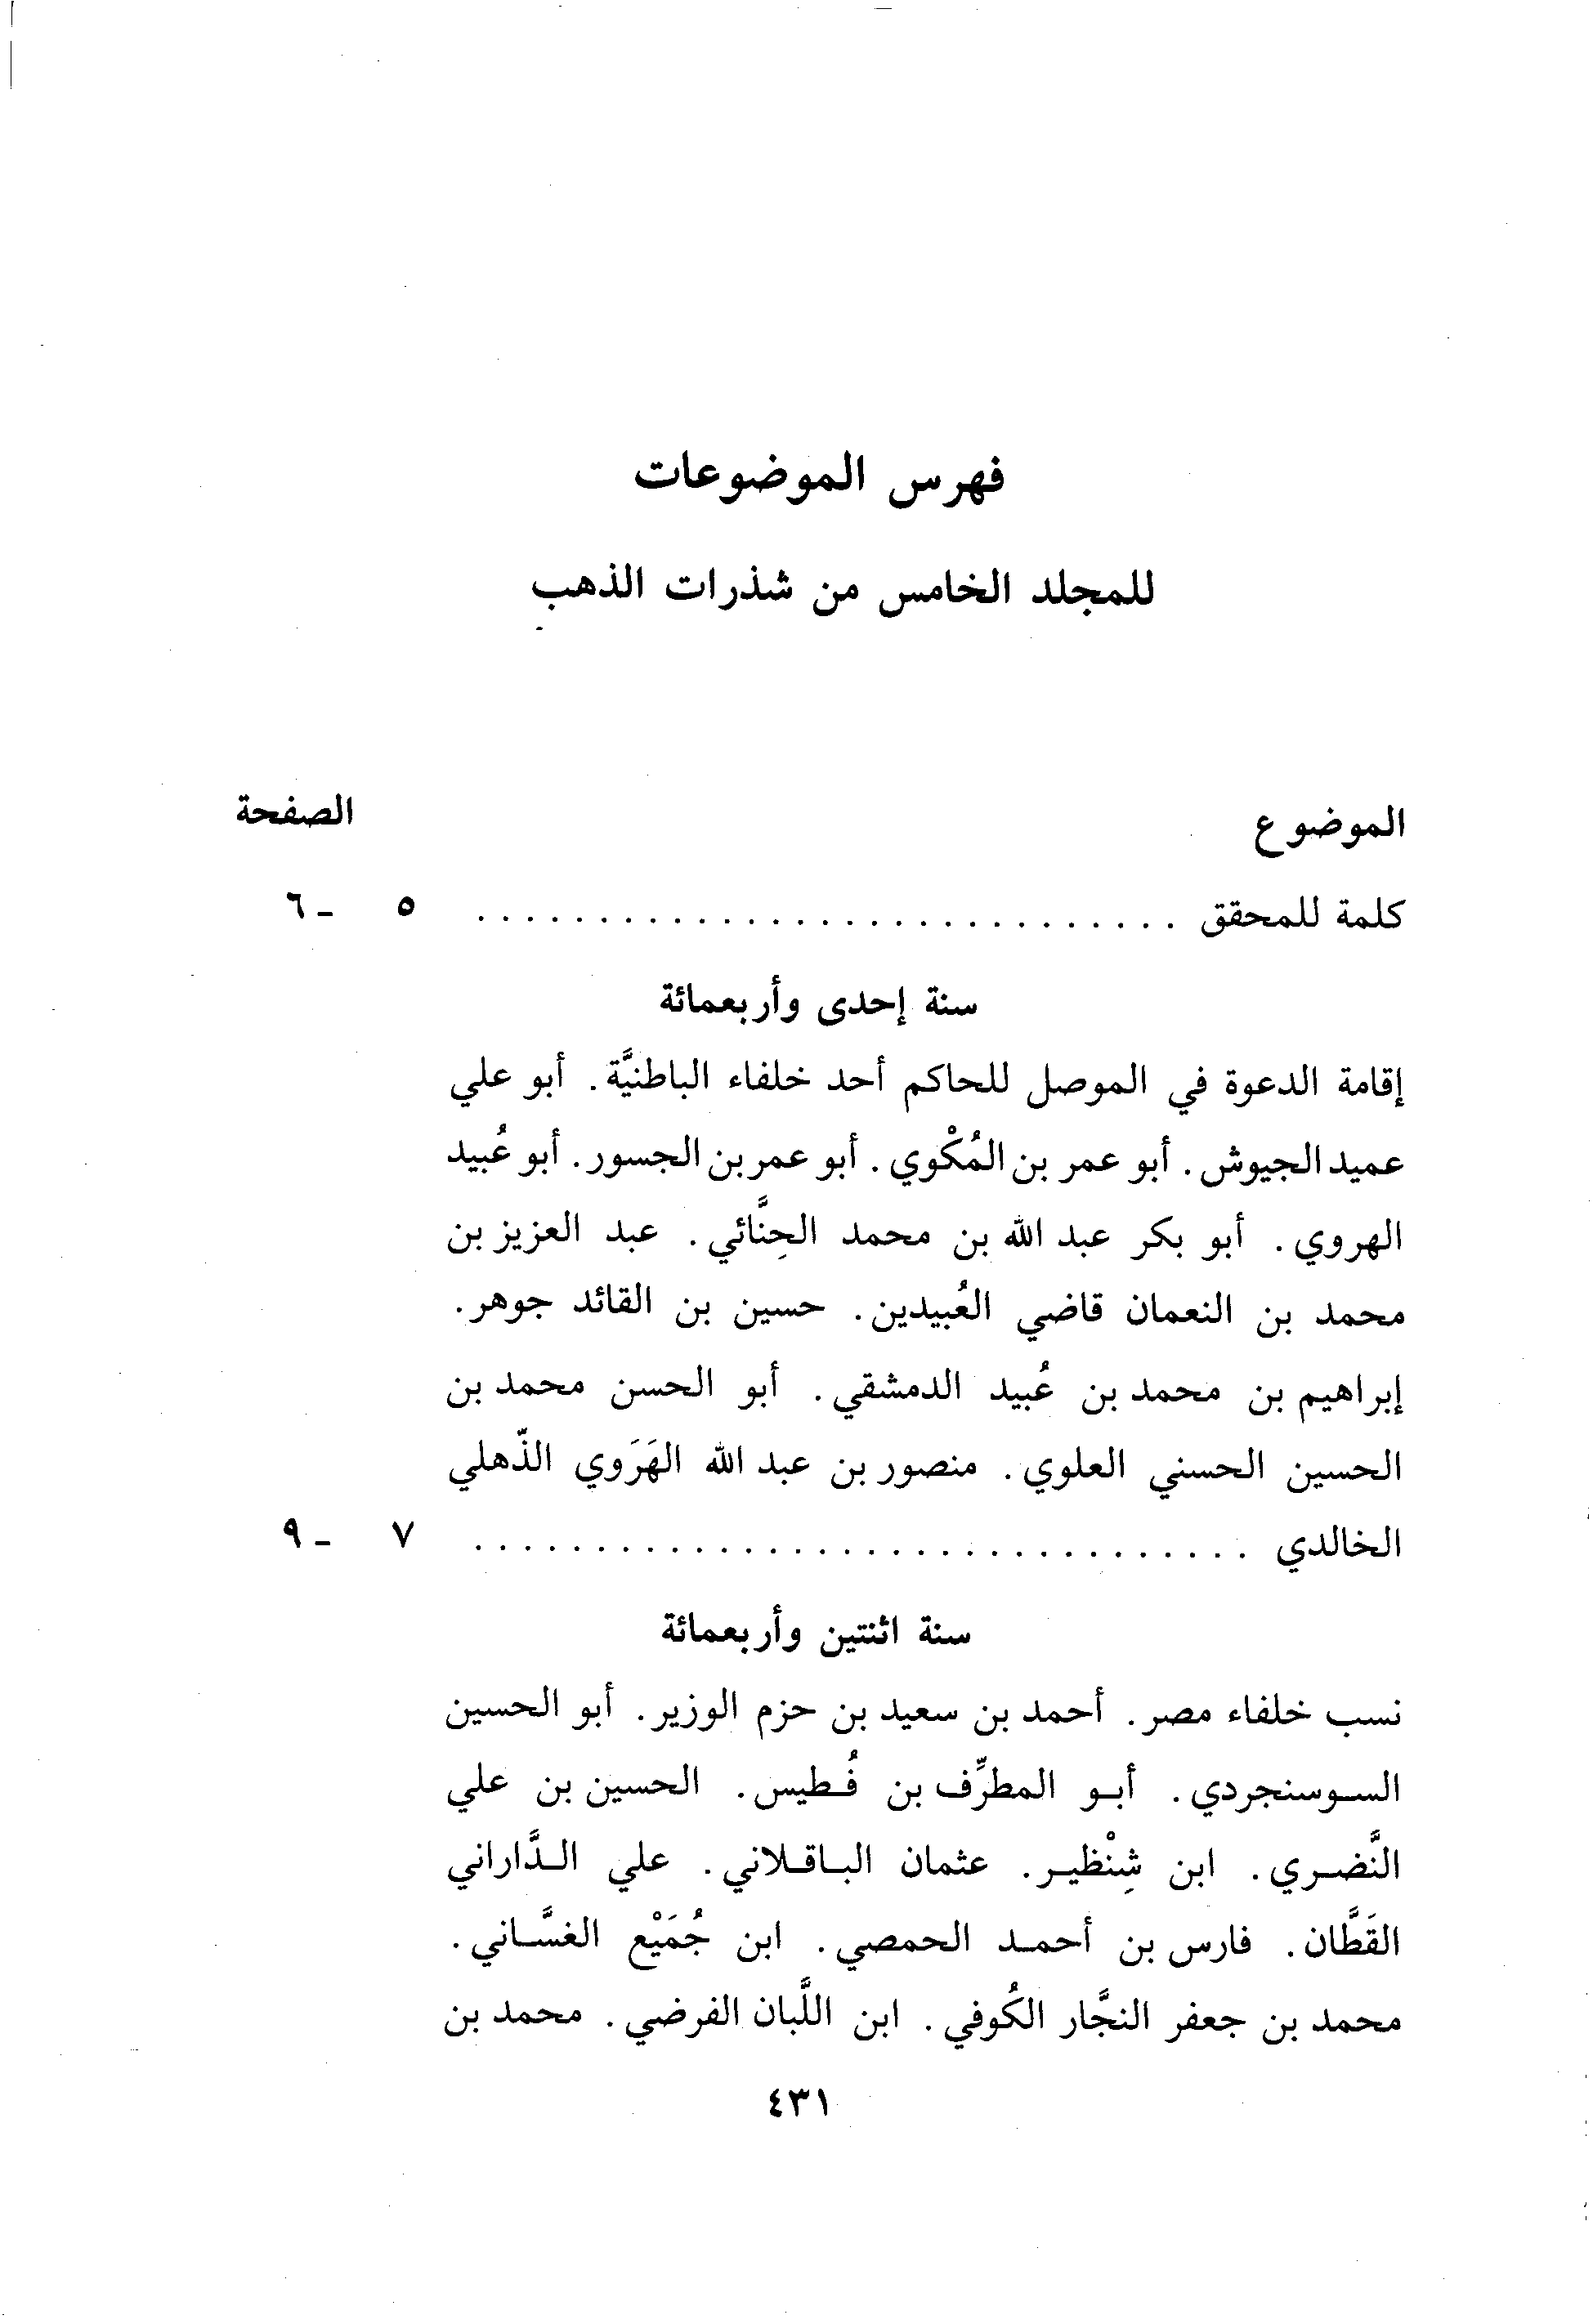 فهرس الموضوعات
للمجلد الخامس من شذرات الذهب
الموضوع الصفحة
كلمة للمحقق . . . . . . . . . . . . . . . . . . . . . . . . . . . . . ٥ - ٦
سنة إحدى وأربعمائة
إقامة الدعوة في الموصل للحاكم أحد خلفاء الباطنيَّة. أبو علي
عميد الجيوش. أبو عمر بن المُكْوي. أبو عمر بن الجسور. أبو عُبيد
الهروي. أبو بكر عبد الله بن محمد الحِنَّائي. عبد العزيز بن
محمد بن النعمان قاضي العُبيدين. حسين بن القائد جوهر.
إبراهيم بن محمد بن عُبيد الدمشقي. أبو الحسن محمد بن
الحسين الحسني العلوي. منصور بن عبد الله الهَرَوي الذّهلي
الخالدي . . . . . . . . . . . . . . . . . . . . . . . . . . . . . . . . ٧ - ٩
سنة اثنتين وأربعمائة
نسب خلفاء مصر. أحمد بن سعيد بن حزم الوزير. أبو الحسين
السوسنجردي. أبو المطرِّف بن فُطيس. الحسين بن علي
النَّضري. ابن شِنْظير. عثمان الباقلاني. علي الدَّاراني
القَطَّان. فارس بن أحمد الحمصي. ابن جُمَيْع الغسَّاني.
محمد بن جعفر النجَّار الكُوفي. ابن اللَّبان الفرضي. محمد بن
٤٣١